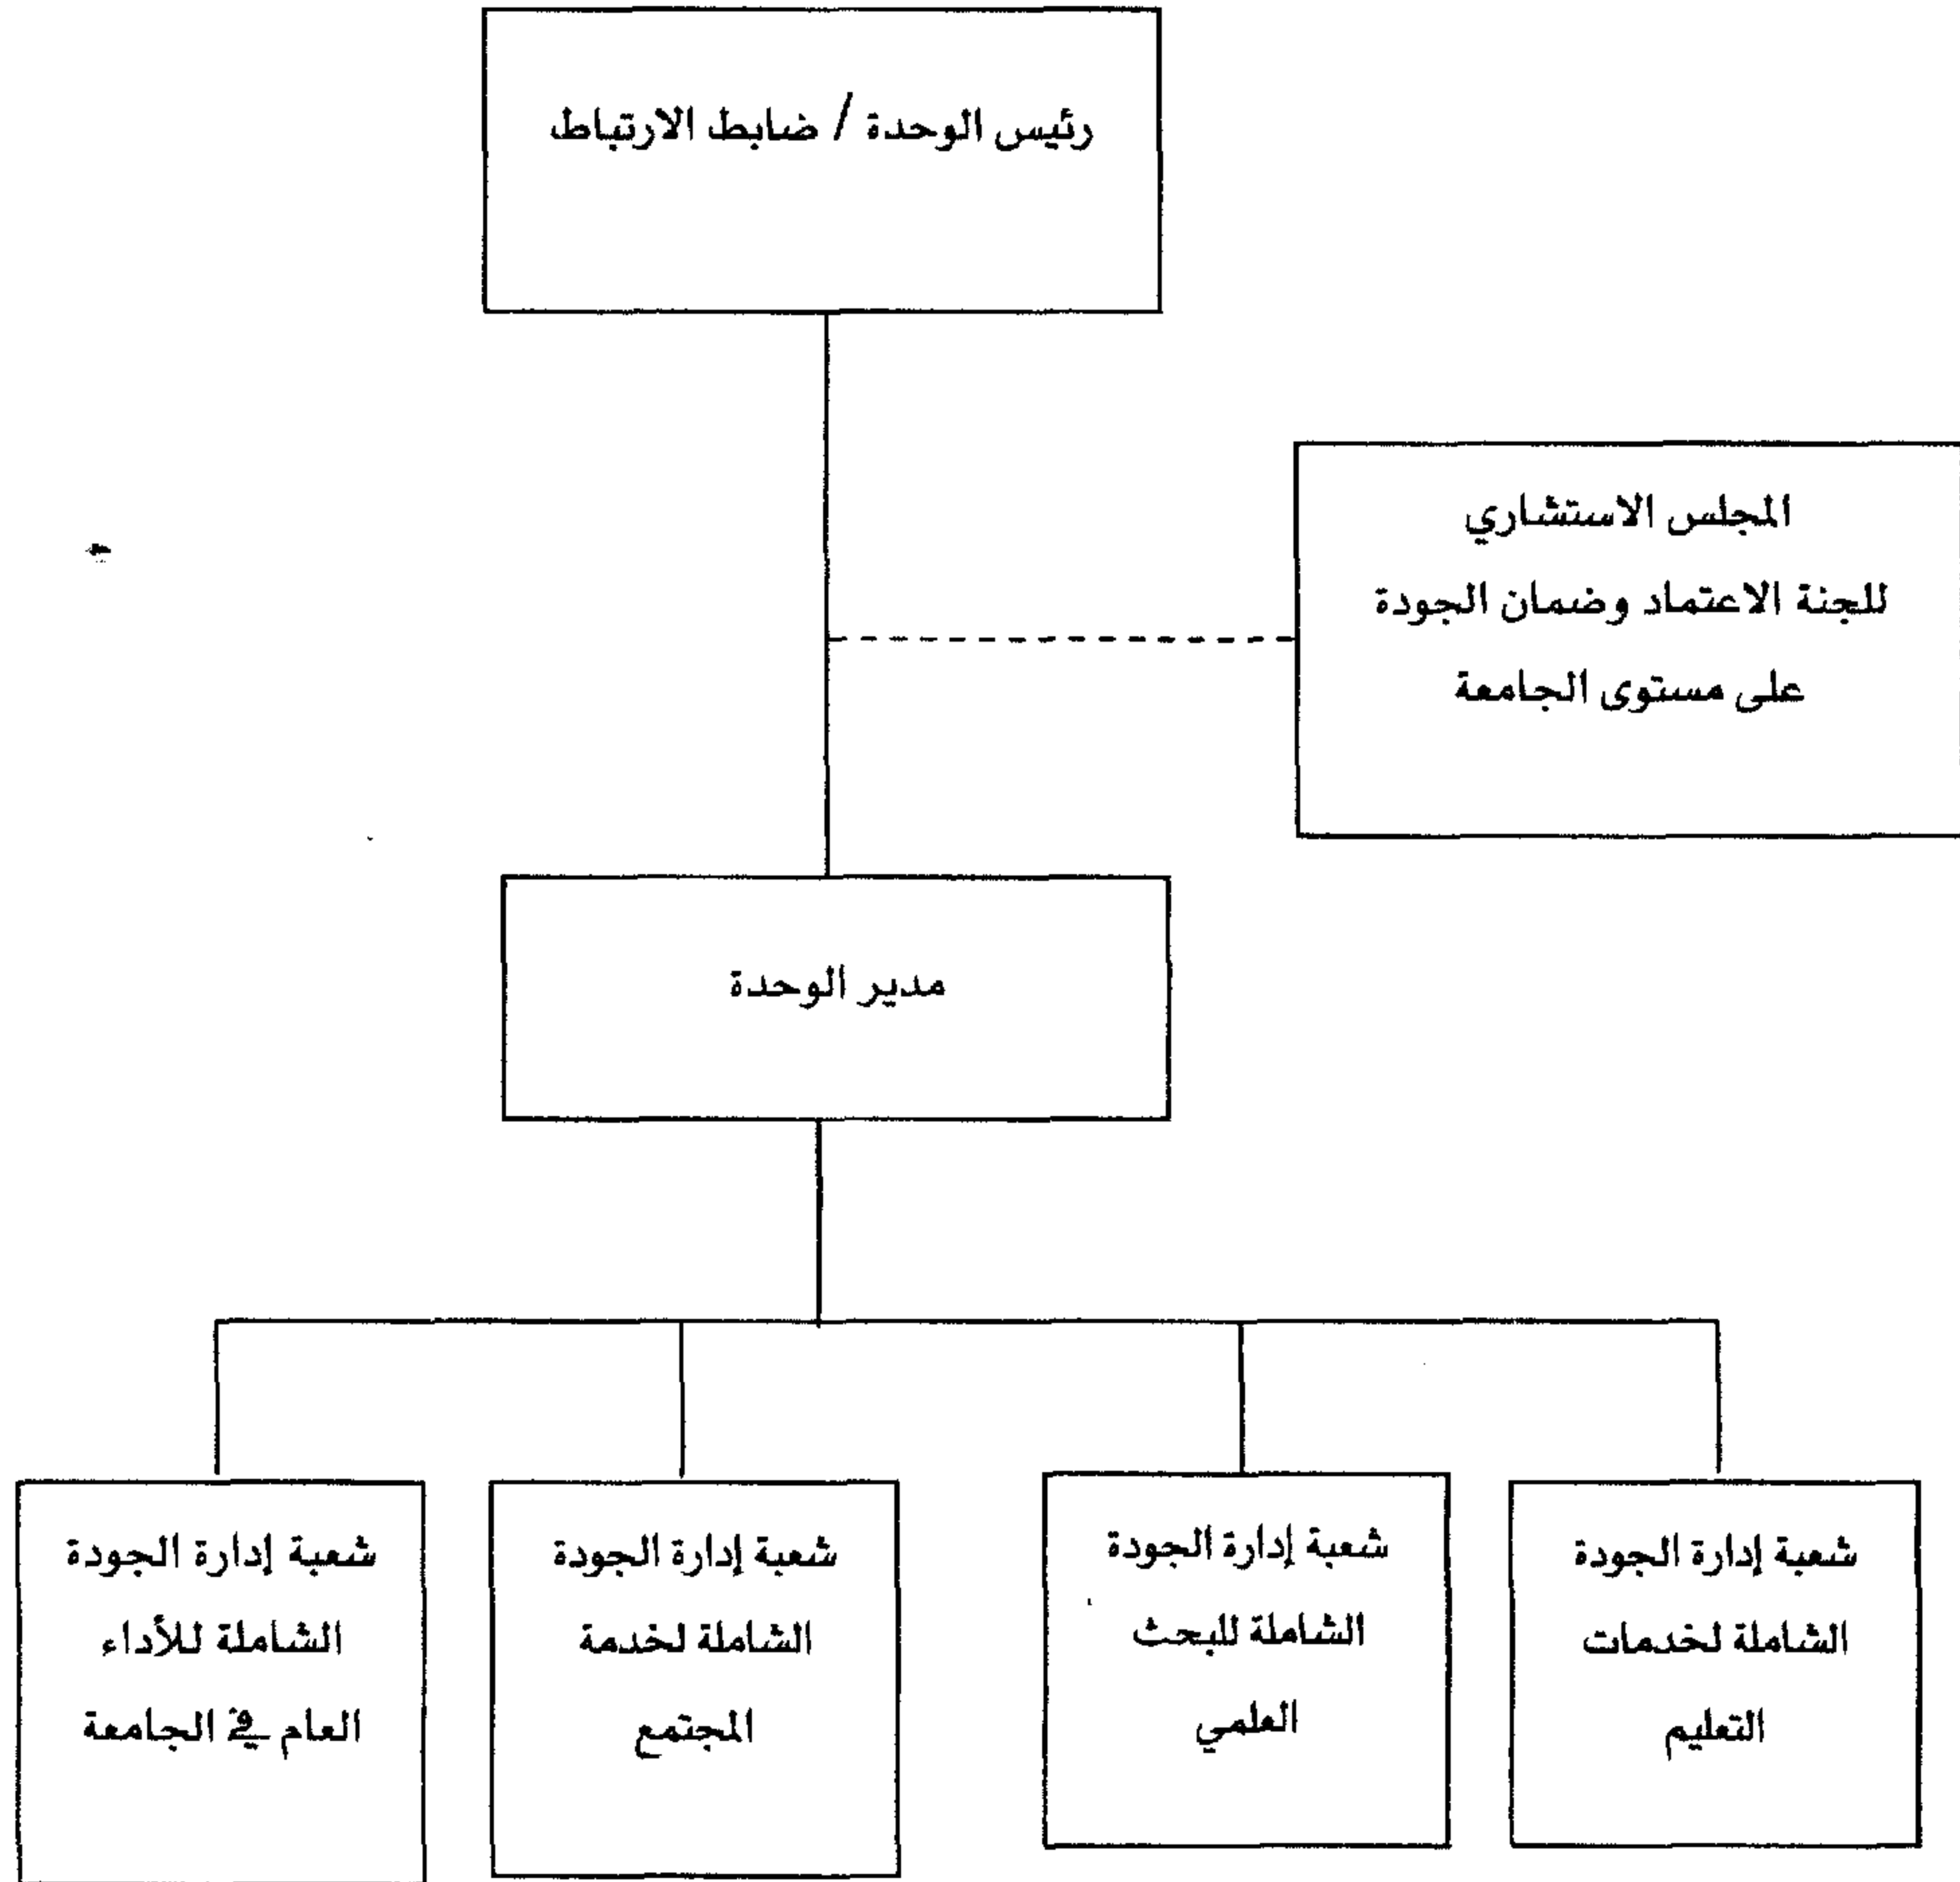 رئيس الوحدة / ضابط الارتباط
المجلس الاستشاري
للجنة الاعتماد وضمان الجودة
على مستوى الجامعة
مدير الوحدة
شعبة إدارة الجودة
الشاملة لخدمات
التعليم
شعبة إدارة الجودة
الشاملة للبحث
العلمي
شعبة إدارة الجودة
الشاملة لخدمة
المجتمع
شعبة إدارة الجودة
الشاملة للأداء
العام في الجامعة